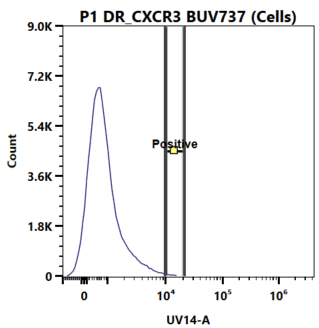 P1 DR_CXCR3 BUV737 (Cells)
9.0K
7.2K
5.4K
3.6K
1.8K
0
Count
Positive
0 10⁴ 10⁵ 10⁶
UV14-A